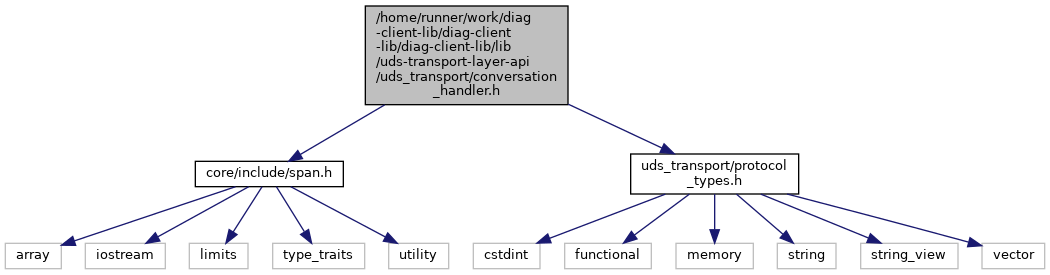 /home/runner/work/diag
-client-lib/diag-client
-lib/diag-client-lib/lib
/uds-transport-layer-api
/uds_transport/conversation
_handler.h
core/include/span.h
uds_transport/protocol
_types.h
array
iostream
limits
type_traits
utility
cstdint
functional
memory
string
string_view
vector